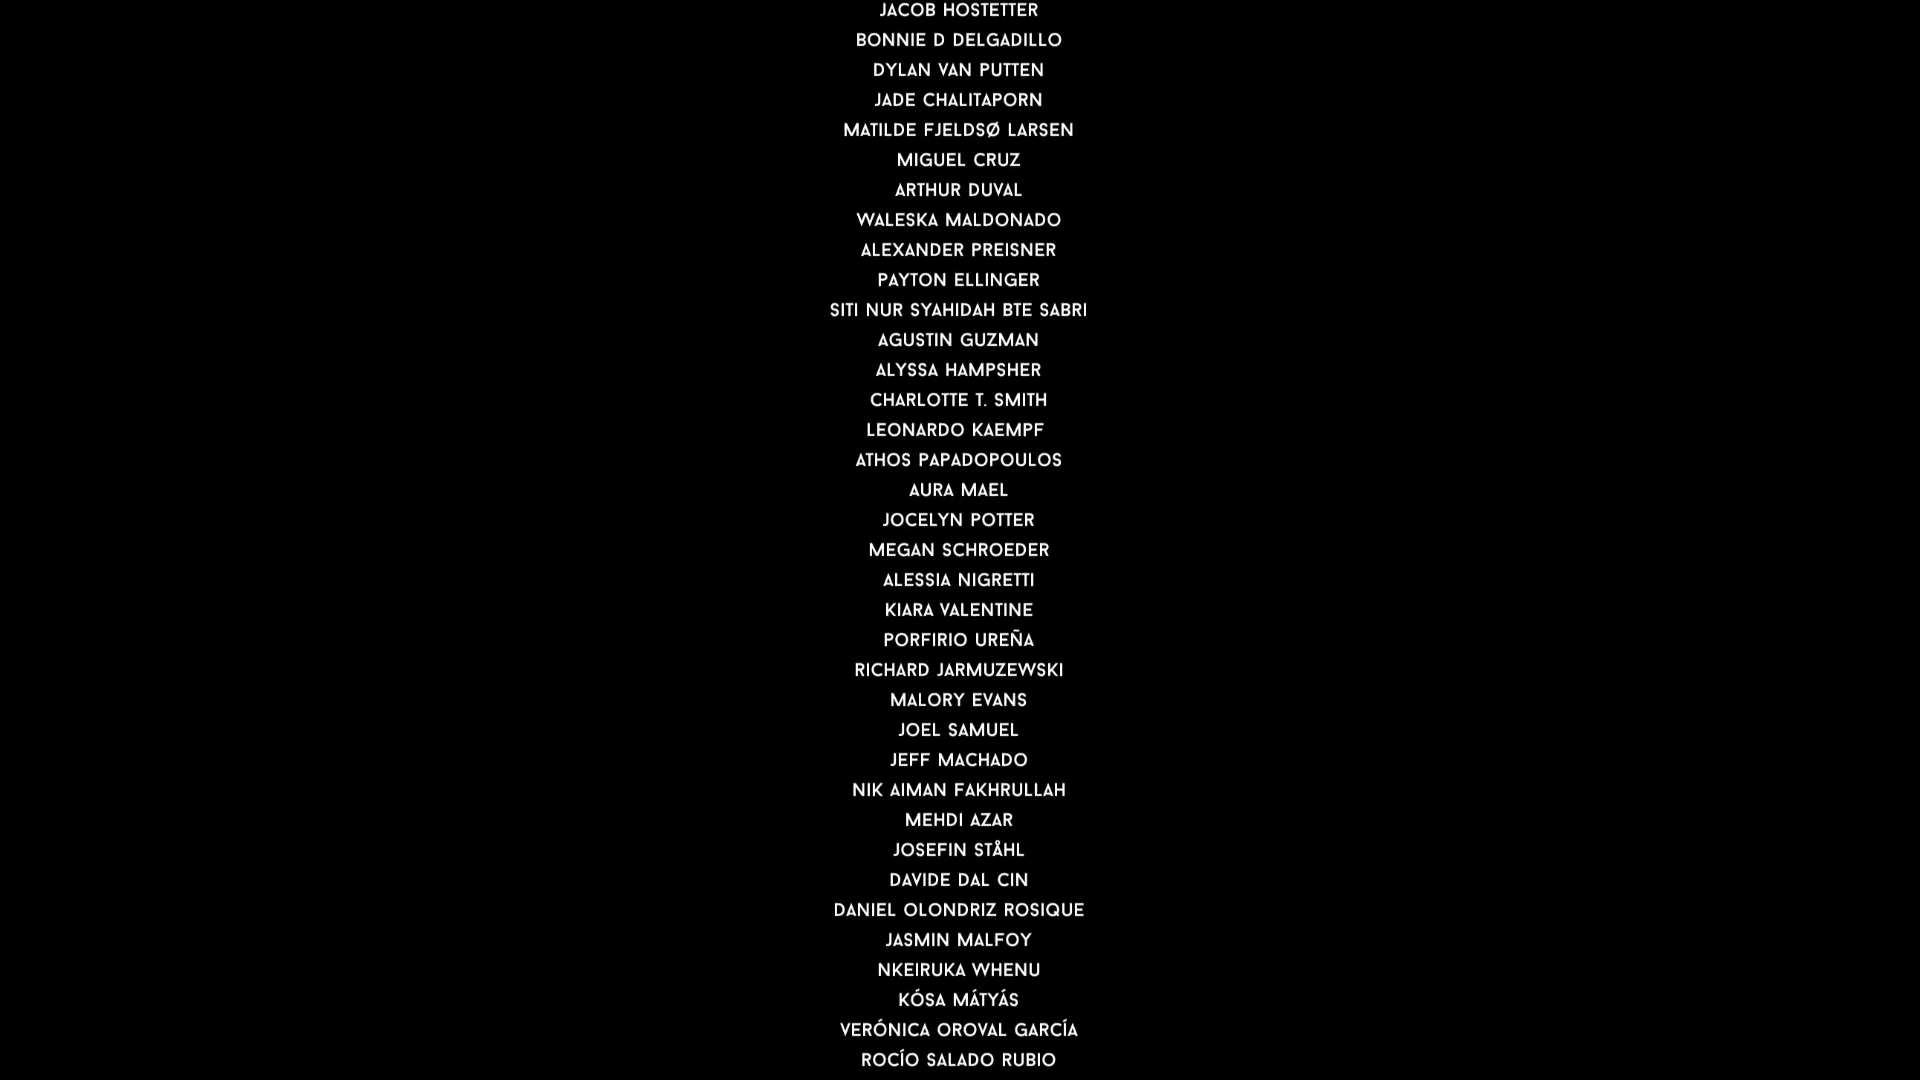 JACOB HOSTETTER
BONNIE D DELGADILLO
DYLAN VAN PUTTEN
JADE CHALITAPORN
MATILDE FJELDSØ LARSEN
MIGUEL CRUZ
ARTHUR DUVAL
WALESKA MALDONADO
ALEXANDER PREISNER
PAYTON ELLINGER
SITI NUR SYAHIDAH BTE SABRI
AGUSTIN GUZMAN
ALYSSA HAMPSHER
CHARLOTTE T. SMITH
LEONARDO KAEMPF
ATHOS PAPADOPOULOS
AURA MAEL
JOCELYN POTTER
MEGAN SCHROEDER
ALESSIA NIGRETTI
KIARA VALENTINE
PORFIRIO UREÑA
RICHARD JARMUZEWSKI
MALORY EVANS
JOEL SAMUEL
JEFF MACHADO
NIK AIMAN FAKHRULLAH
MEHDI AZAR
JOSEFIN STÅHL
DAVIDE DAL CIN
DANIEL OLONDRIZ ROSIQUE
JASMIN MALFOY
NKEIRUKA WHENU
KÓSA MÁTYÁS
VERÓNICA OROVAL GARCÍA
ROCÍO SALADO RUBIO